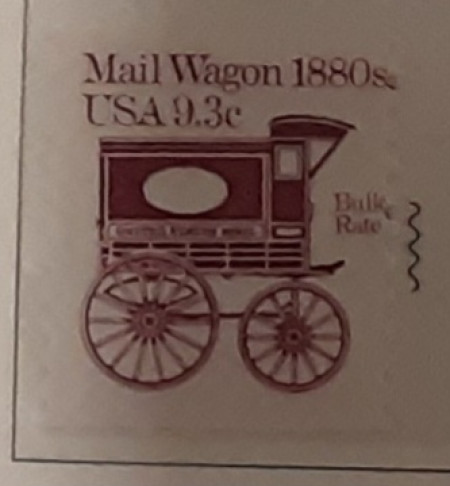 Mail Wagon 1880s
USA 9.3c
Bulk
Rate